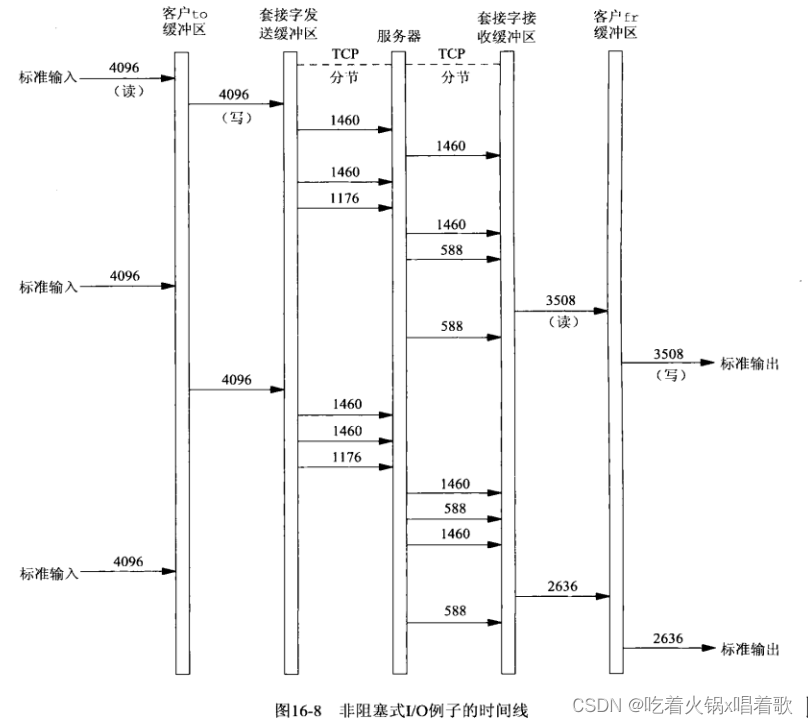 客户to
缓冲区
套接字发
送缓冲区
服务器
套接字接
收缓冲区
客户fr
缓冲区
TCP
分节
TCP
分节
标准输入
4096
(读)
4096
(写)
1460
1460
1460
1176
1460
588
标准输入
4096
3508
(读)
588
3508
(写)
标准输出
4096
1460
1460
1176
1460
588
1460
标准输入
4096
2636
588
2636
标准输出
图16-8 非阻塞式I/O例子的时间线
CSDN @吃着火锅x唱着歌